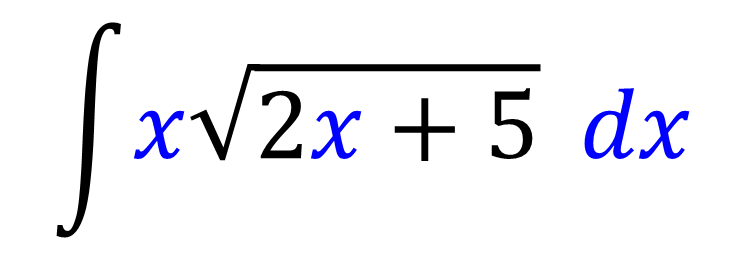 ∫ x√(2x + 5) dx